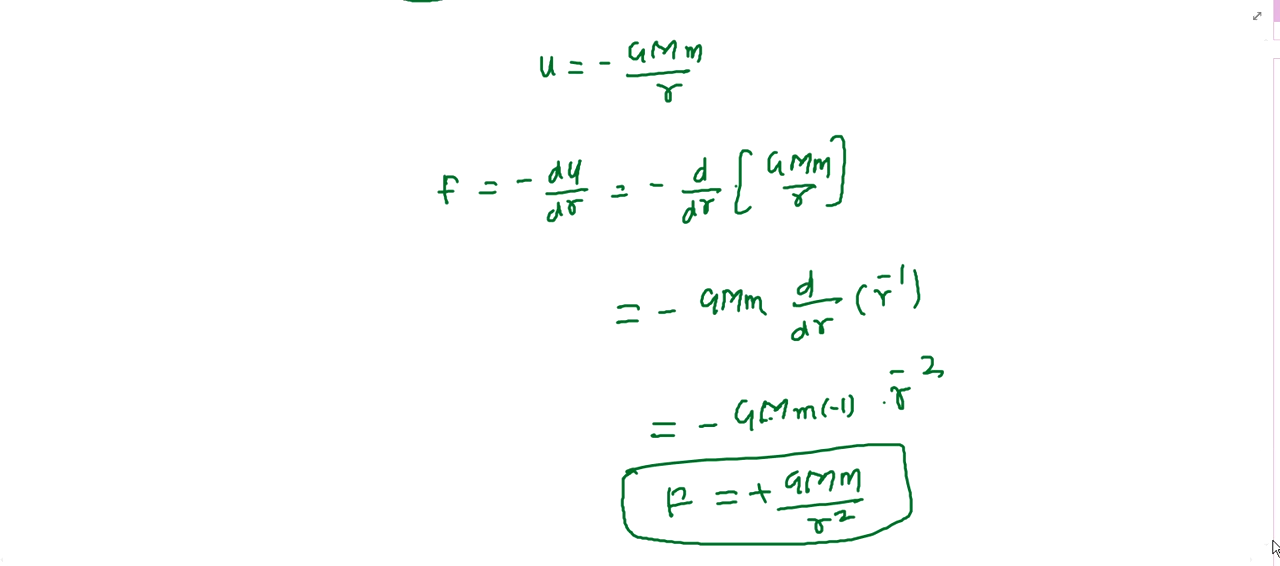 u = - GMm/r
F = - du/dr = - d/dr [GMm/r]
= - GMm d/dr (r⁻¹)
= - GMm(-1) . r⁻²
F = + GMm/r²